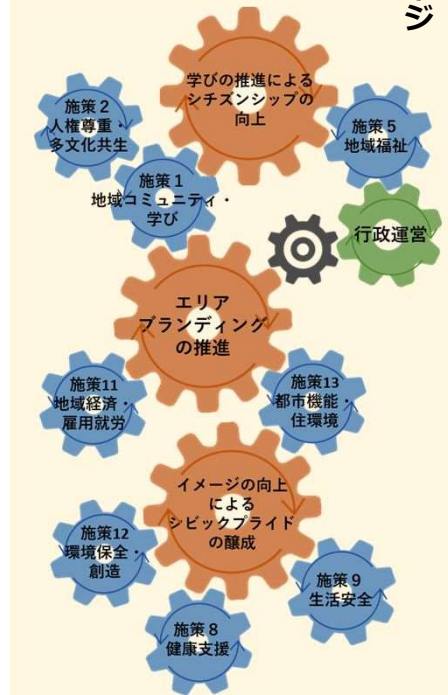 ジ
学びの推進による
シチズンシップの
向上
施策２
人権尊重・
多文化共生
施策５
地域福祉
施策１
地域コミュニティ・
学び
行政運営
エリア
ブランディング
の推進
施策11
地域経済・
雇用就労
施策13
都市機能・
住環境
イメージの向上
による
シビックプライド
の醸成
施策12
環境保全・
創造
施策９
生活安全
施策８
健康支援